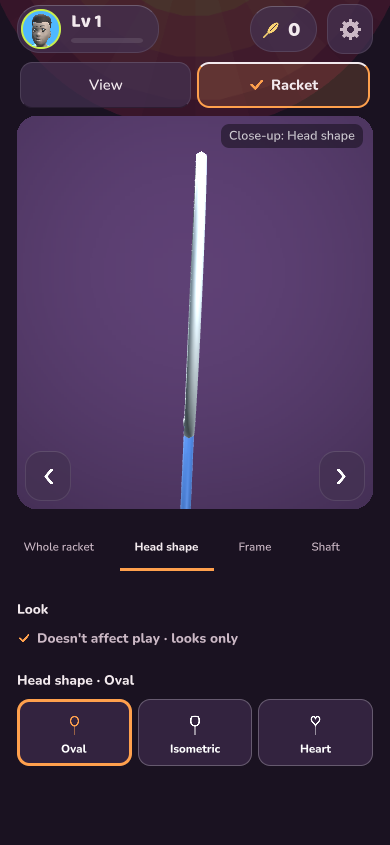 Lv 1
0
View
Racket
Close-up: Head shape
Whole racket
Head shape
Frame
Shaft
Look
Doesn't affect play · looks only
Head shape · Oval
Oval
Isometric
Heart